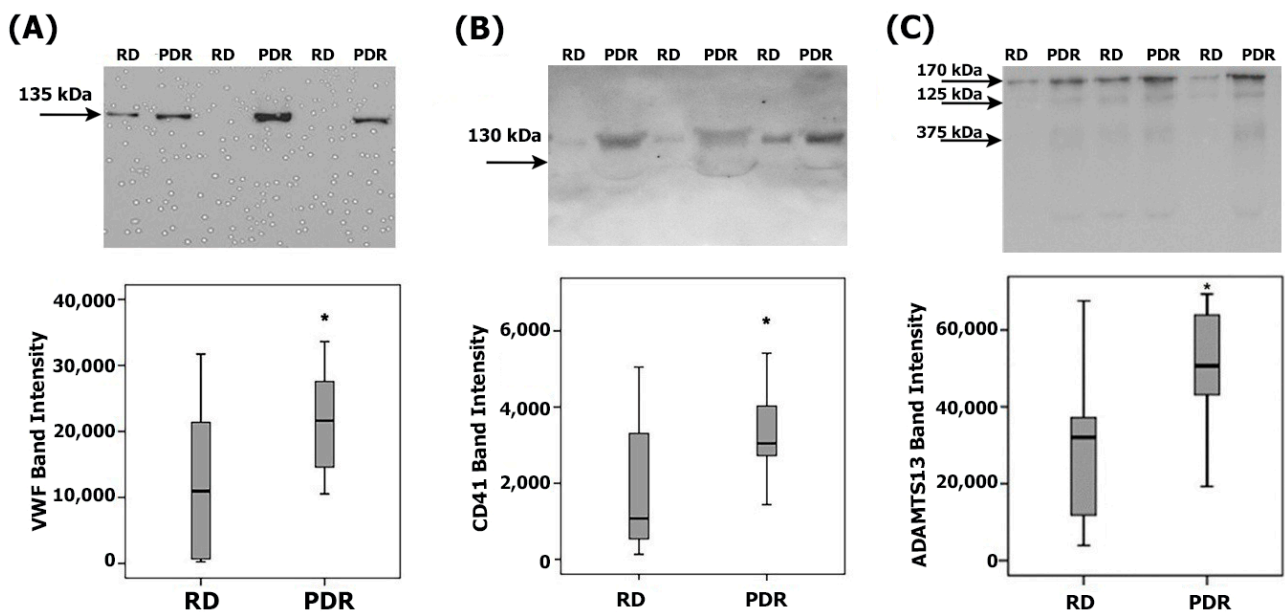 (A)
RD PDR RD PDR RD PDR
135 kDa
40,000
30,000
20,000
10,000
0
VWF Band Intensity
RD PDR
(B)
RD PDR RD PDR RD PDR
130 kDa
6,000
4,000
2,000
0
CD41 Band Intensity
RD PDR
(C)
RD PDR RD PDR RD PDR
170 kDa
125 kDa
375 kDa
60,000
40,000
20,000
0
ADAMTS13 Band Intensity
RD PDR
*
*
*